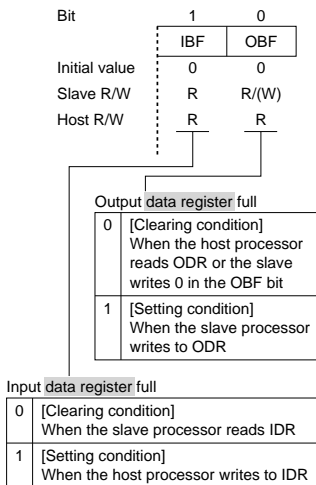 Bit 1 0
IBF OBF
Initial value 0 0
Slave R/W R R/(W)
Host R/W R R
Output data register full
0 [Clearing condition]
When the host processor
reads ODR or the slave
writes 0 in the OBF bit
1 [Setting condition]
When the slave processor
writes to ODR
Input data register full
0 [Clearing condition]
When the slave processor reads IDR
1 [Setting condition]
When the host processor writes to IDR